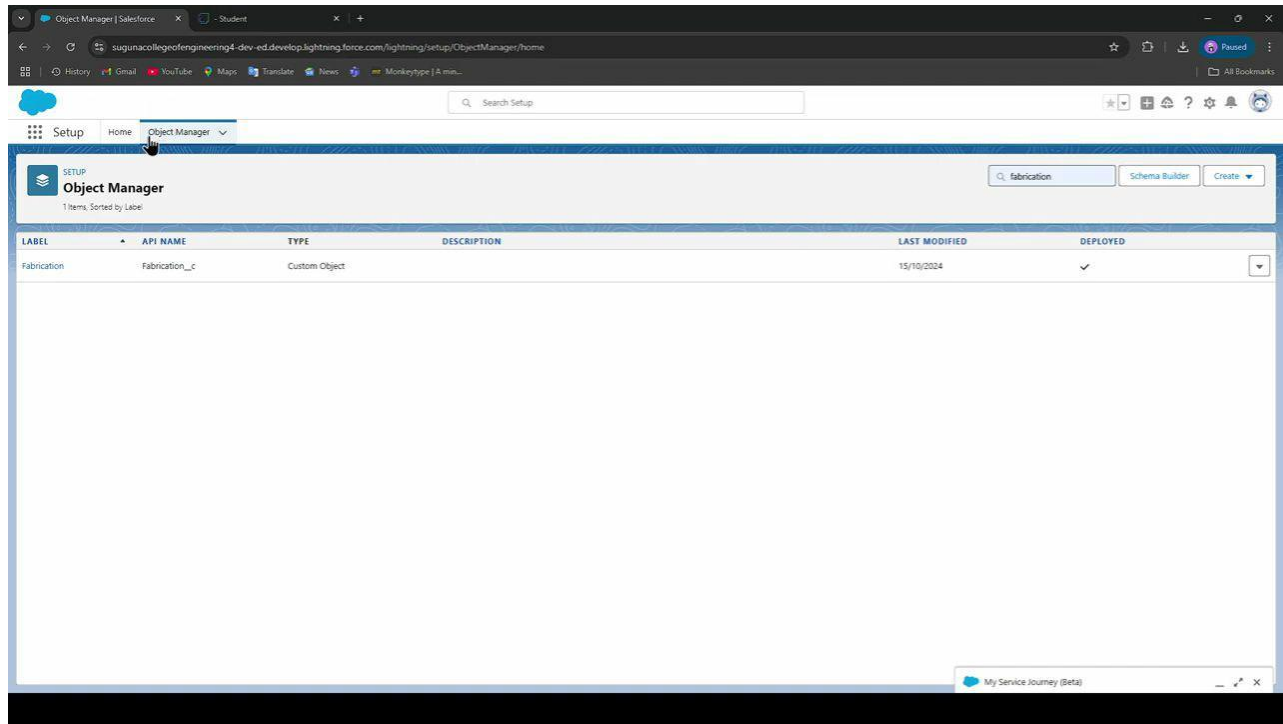 Object Manager | Salesforce
- Student
sugunacollegeofengineering4-dev-ed.develop.lightning.force.com/lightning/setup/ObjectManager/home
Paused
History Gmail YouTube Maps Translate News Monkeytype | A min...
All Bookmarks
Search Setup
Setup Home Object Manager
SETUP
Object Manager
1 Items, Sorted by Label
fabrication Schema Builder Create
LABEL API NAME TYPE DESCRIPTION LAST MODIFIED DEPLOYED
Fabrication Fabrication__c Custom Object 15/10/2024
My Service Journey (Beta)